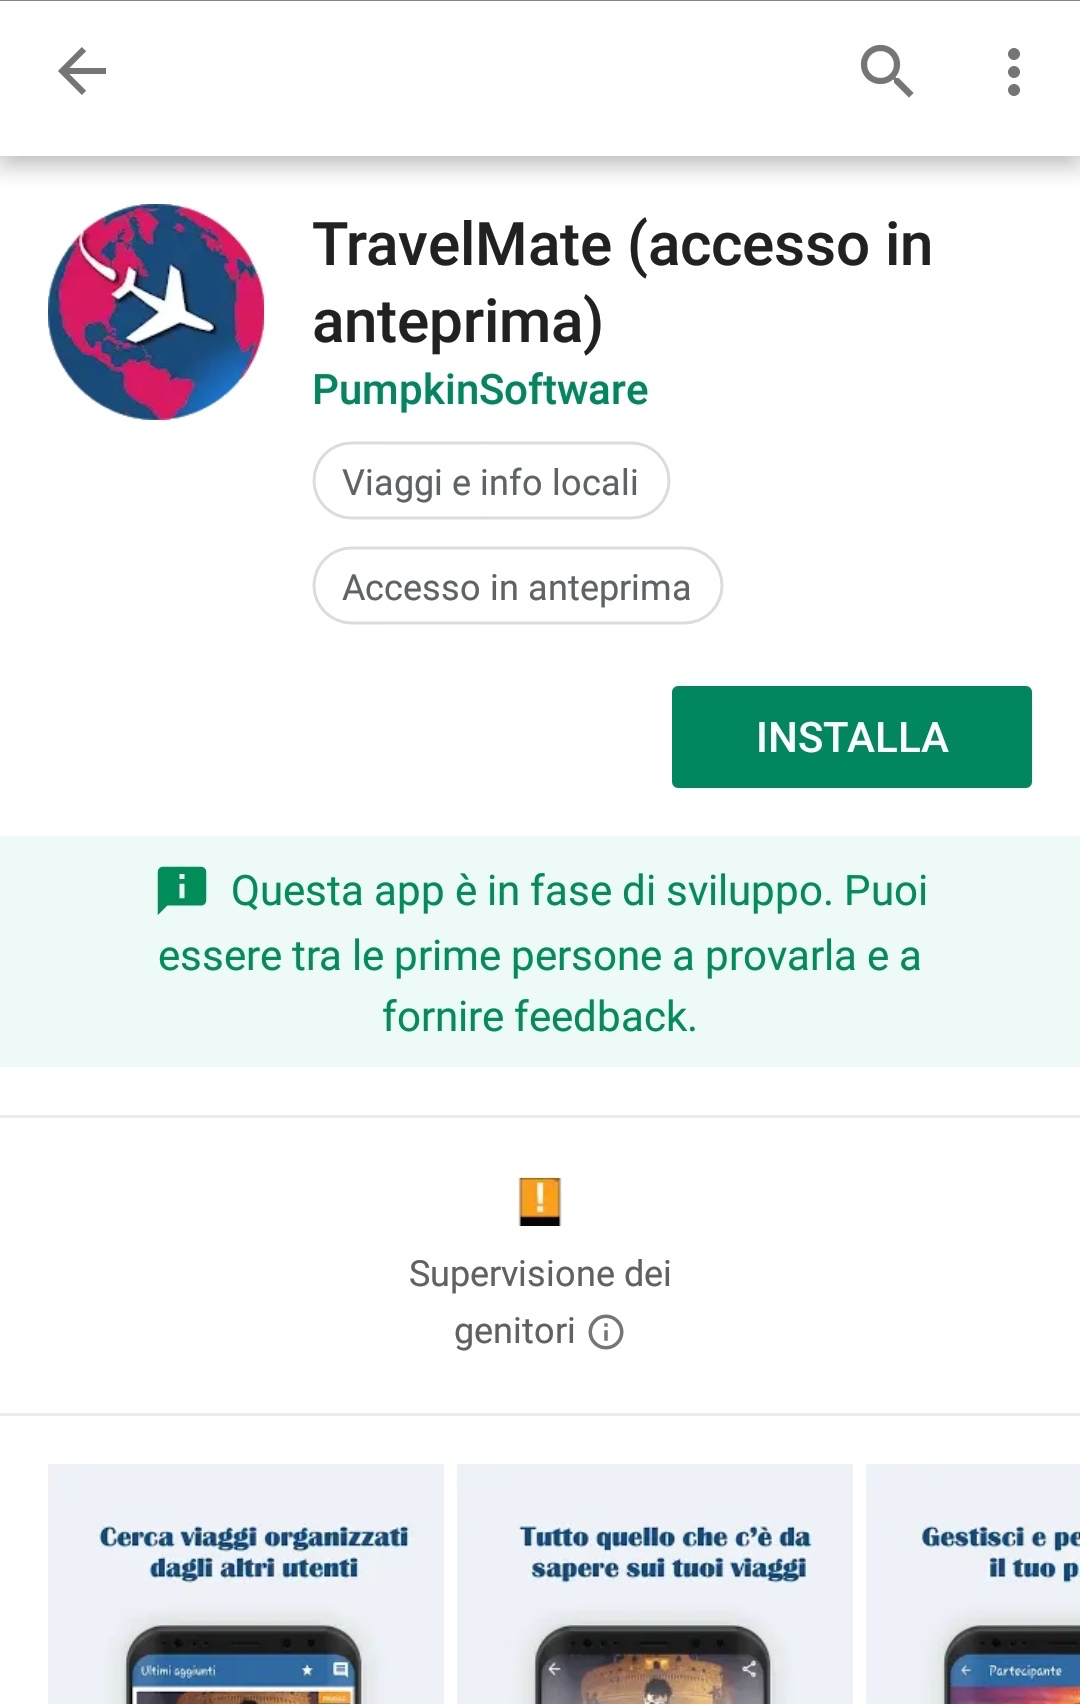 TravelMate (accesso in
anteprima)
PumpkinSoftware
Viaggi e info locali
Accesso in anteprima
INSTALLA
Questa app è in fase di sviluppo. Puoi
essere tra le prime persone a provarla e a
fornire feedback.
Supervisione dei
genitori
Cerca viaggi organizzati
dagli altri utenti
Tutto quello che c'è da
sapere sui tuoi viaggi
Gestisci e pe
il tuo p
Ultimi aggiunti
Partecipante